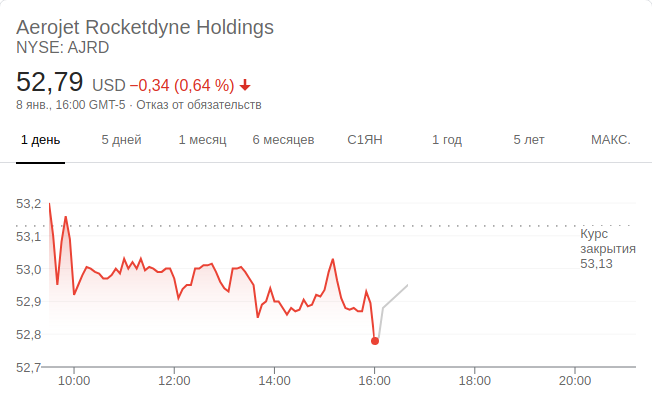 Aerojet Rocketdyne Holdings
NYSE: AJRD
52,79 USD −0,34 (0,64 %)
8 янв., 16:00 GMT-5 · Отказ от обязательств
1 день 5 дней 1 месяц 6 месяцев С1ЯН 1 год 5 лет МАКС.
53,2
53,1
53,0
52,9
52,8
52,7
Курс
закрытия
53,13
10:00 12:00 14:00 16:00 18:00 20:00